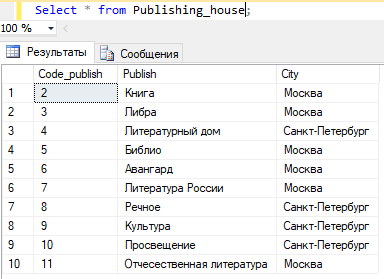 Select * from Publishing_house;
100 %
Результаты Сообщения
Code_publish Publish City
1 2 Книга Москва
2 3 Либра Москва
3 4 Литературный дом Санкт-Петербург
4 5 Библио Москва
5 6 Авангард Москва
6 7 Литература России Москва
7 8 Речное Санкт-Петербург
8 9 Культура Санкт-Петербург
9 10 Просвещение Санкт-Петербург
10 11 Отчесественная литература Москва